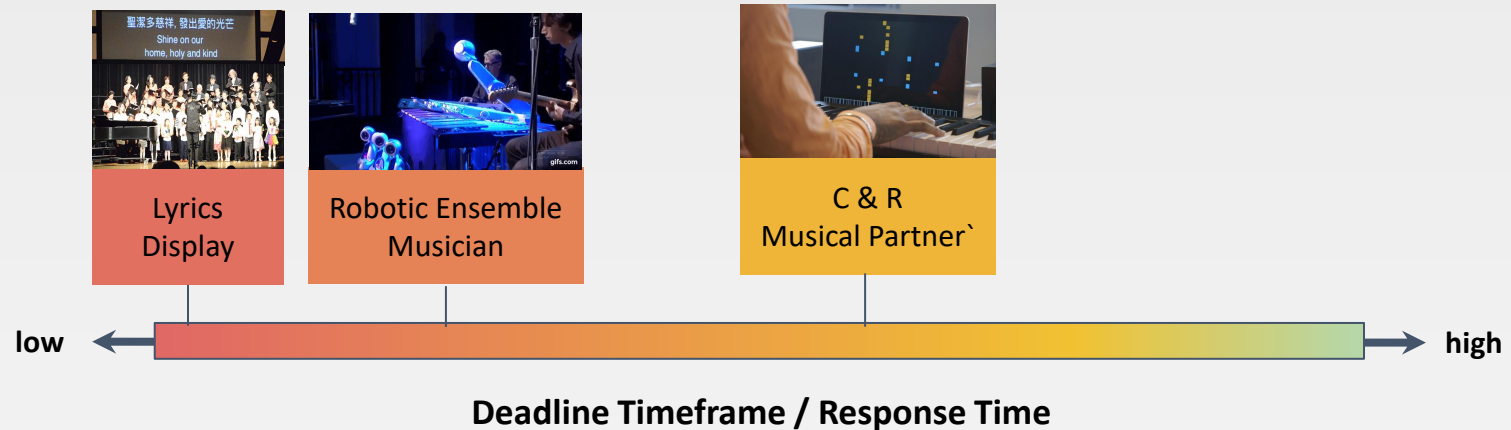 聖潔多慈祥, 發出愛的光芒
Shine on our
home, holy and kind
gifs.com
Lyrics
Display
Robotic Ensemble
Musician
C & R
Musical Partner`
low
high
Deadline Timeframe / Response Time